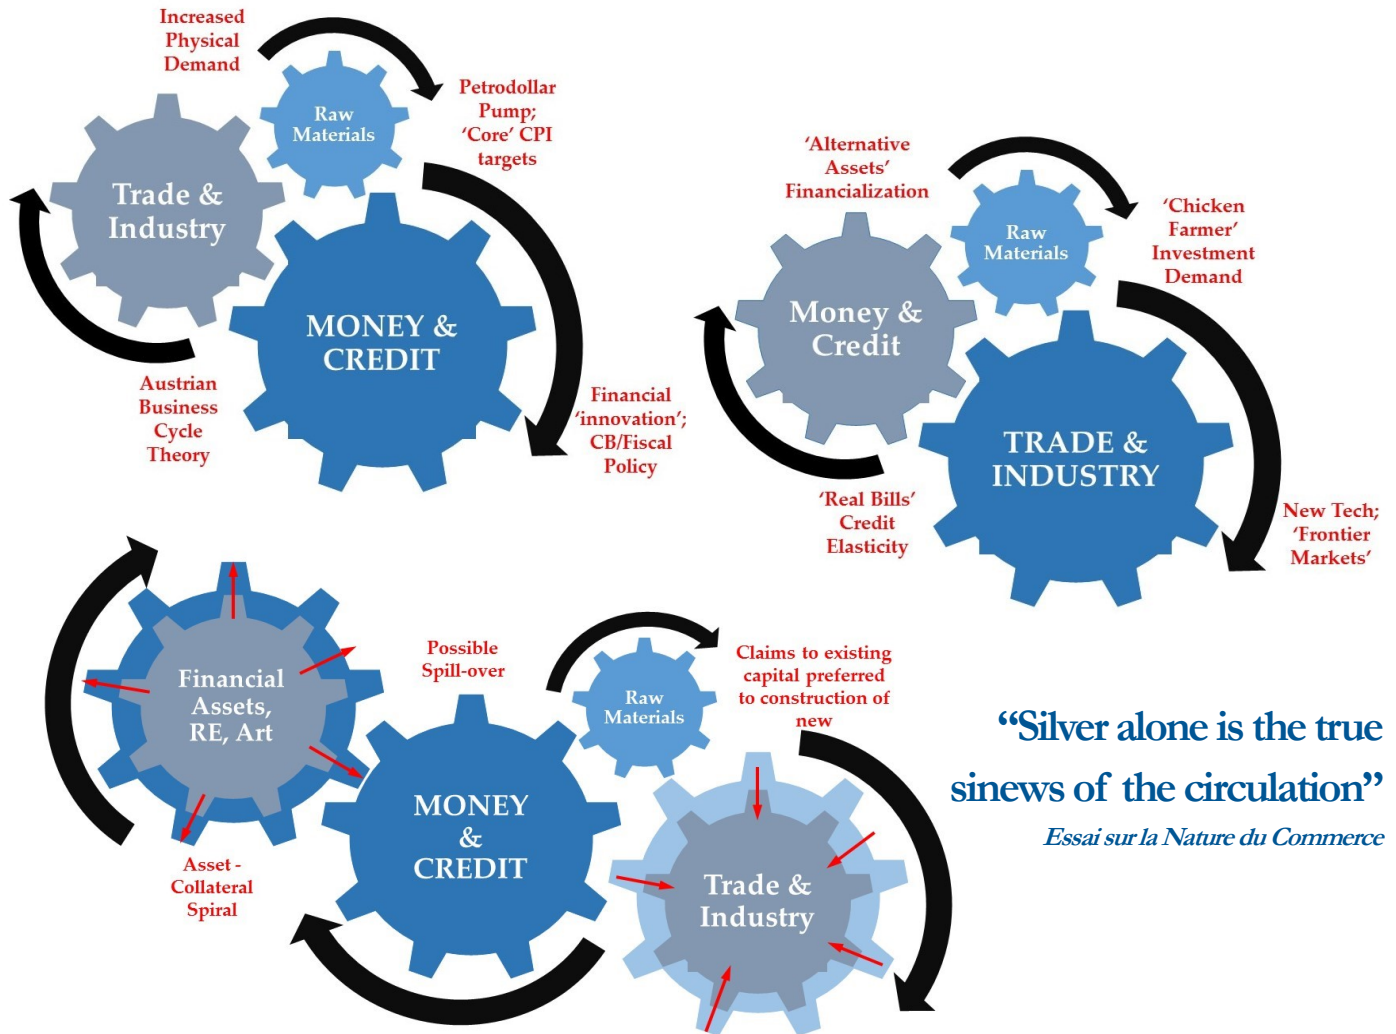 Increased
Physical
Demand
Raw
Materials
Petrodollar
Pump;
‘Core’ CPI
targets
Trade &
Industry
MONEY &
CREDIT
Austrian
Business
Cycle
Theory
Financial
‘innovation’;
CB/Fiscal
Policy
‘Alternative
Assets’
Financialization
Raw
Materials
‘Chicken
Farmer’
Investment
Demand
Money &
Credit
TRADE &
INDUSTRY
‘Real Bills’
Credit
Elasticity
New Tech;
‘Frontier
Markets’
Financial
Assets,
RE, Art
Possible
Spill-over
Raw
Materials
Claims to existing
capital preferred
to construction of
new
MONEY
&
CREDIT
Asset -
Collateral
Spiral
Trade &
Industry
“Silver alone is the true
sinews of the circulation”
Essai sur la Nature du Commerce